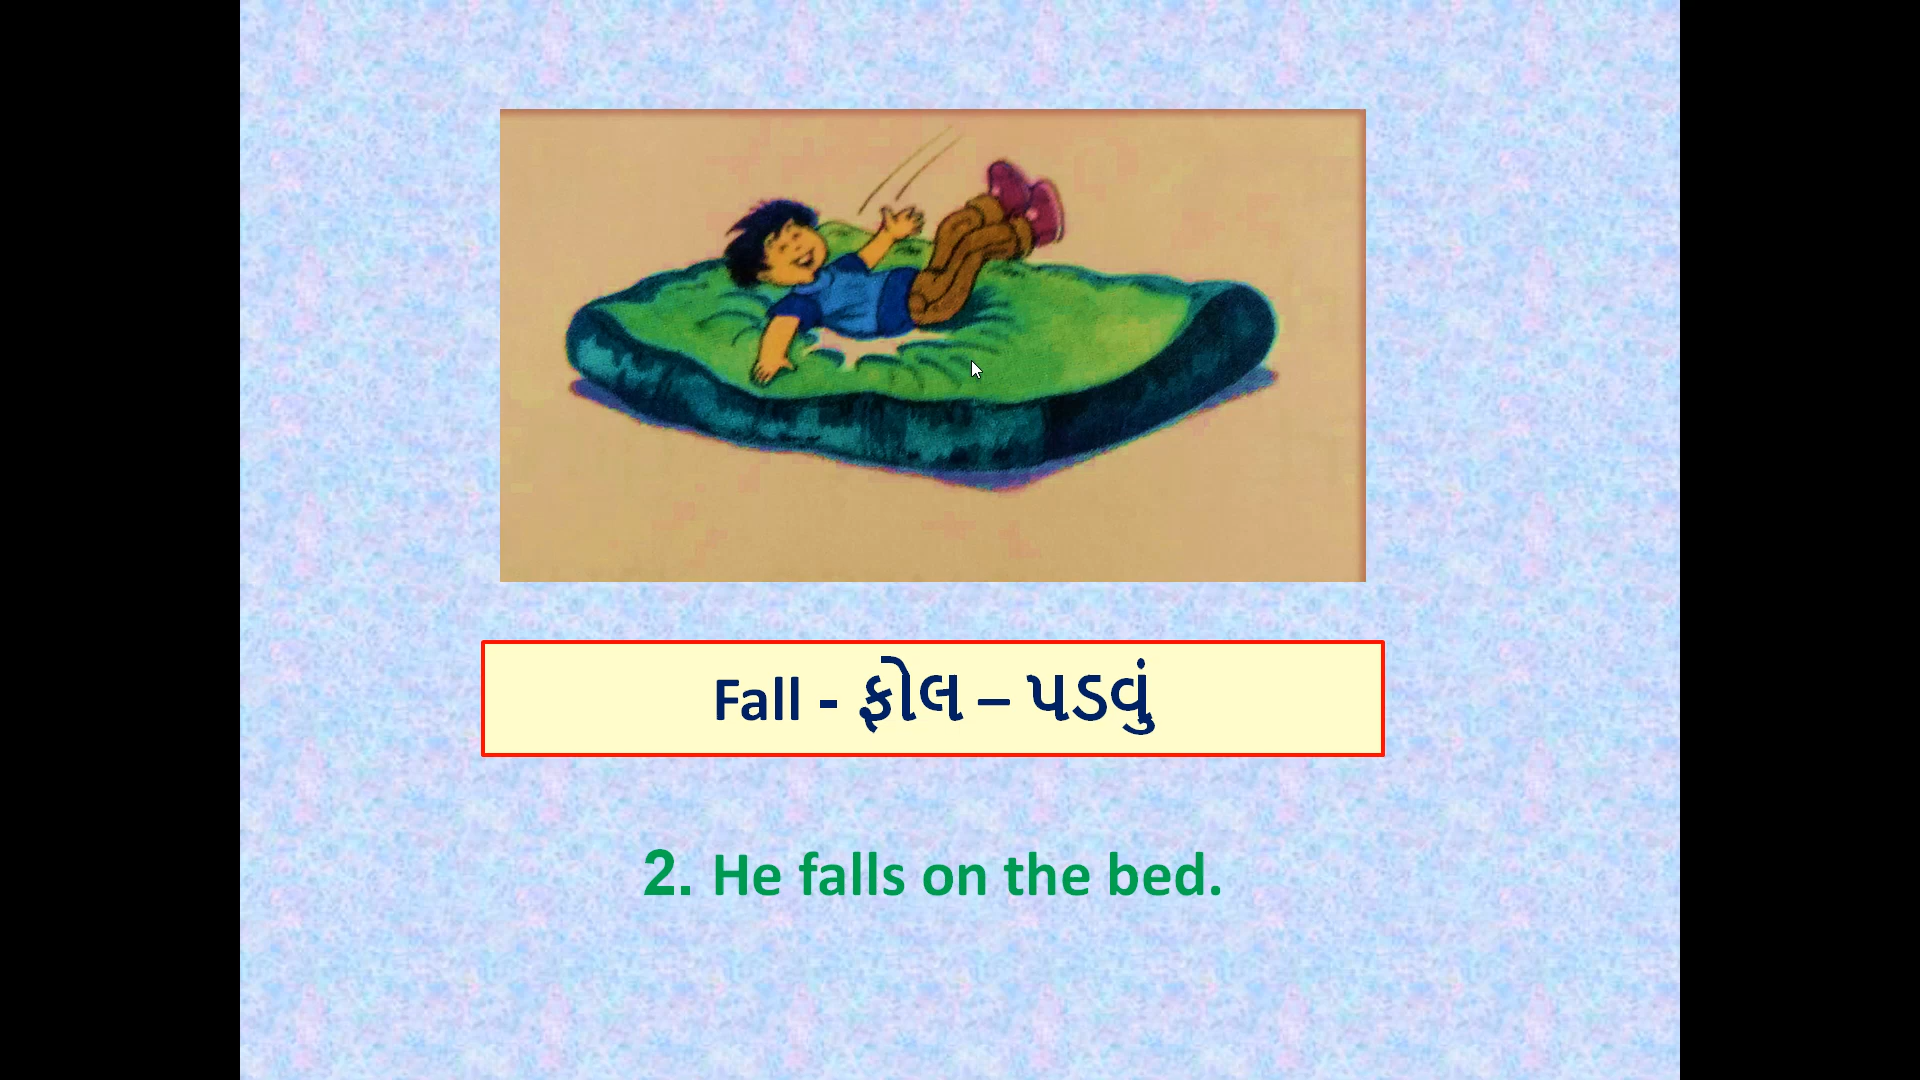 Fall - ફોલ – પડવું
2. He falls on the bed.